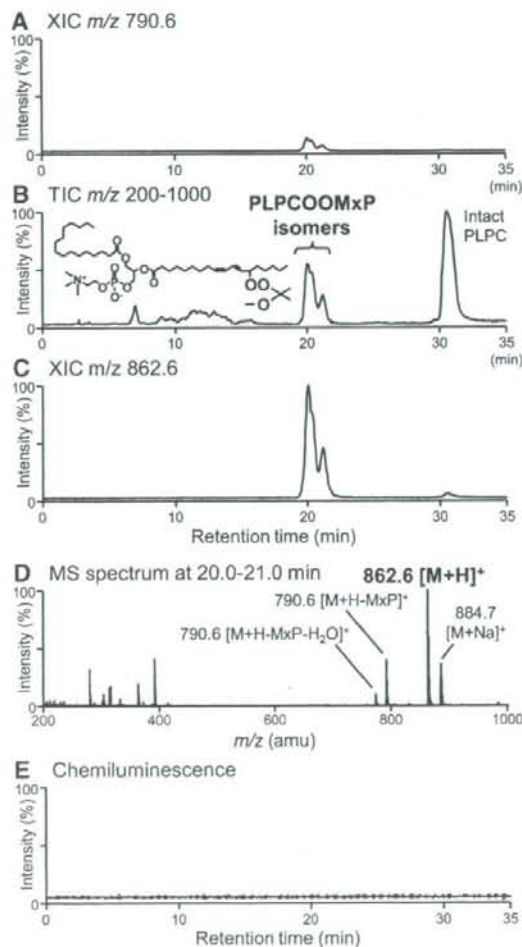 A XIC m/z 790.6
Intensity (%)
100
0
0 10 20 30 35
(min)
B TIC m/z 200-1000
Intensity (%)
100
0
PLPCOOMxP
isomers
Intact
PLPC
O
O
O
O
N+
O
P
O
O-
O
O
O
O
0 10 20 30 35
(min)
C XIC m/z 862.6
Intensity (%)
100
0
0 10 20 30 35
Retention time (min)
D MS spectrum at 20.0-21.0 min
Intensity (%)
100
0
862.6 [M+H]+
790.6 [M+H-MxP]+
884.7
[M+Na]+
790.6 [M+H-MxP-H2O]+
200 400 600 800 1000
m/z (amu)
E Chemiluminescence
Intensity (%)
100
0
0 10 20 30 35
Retention time (min)